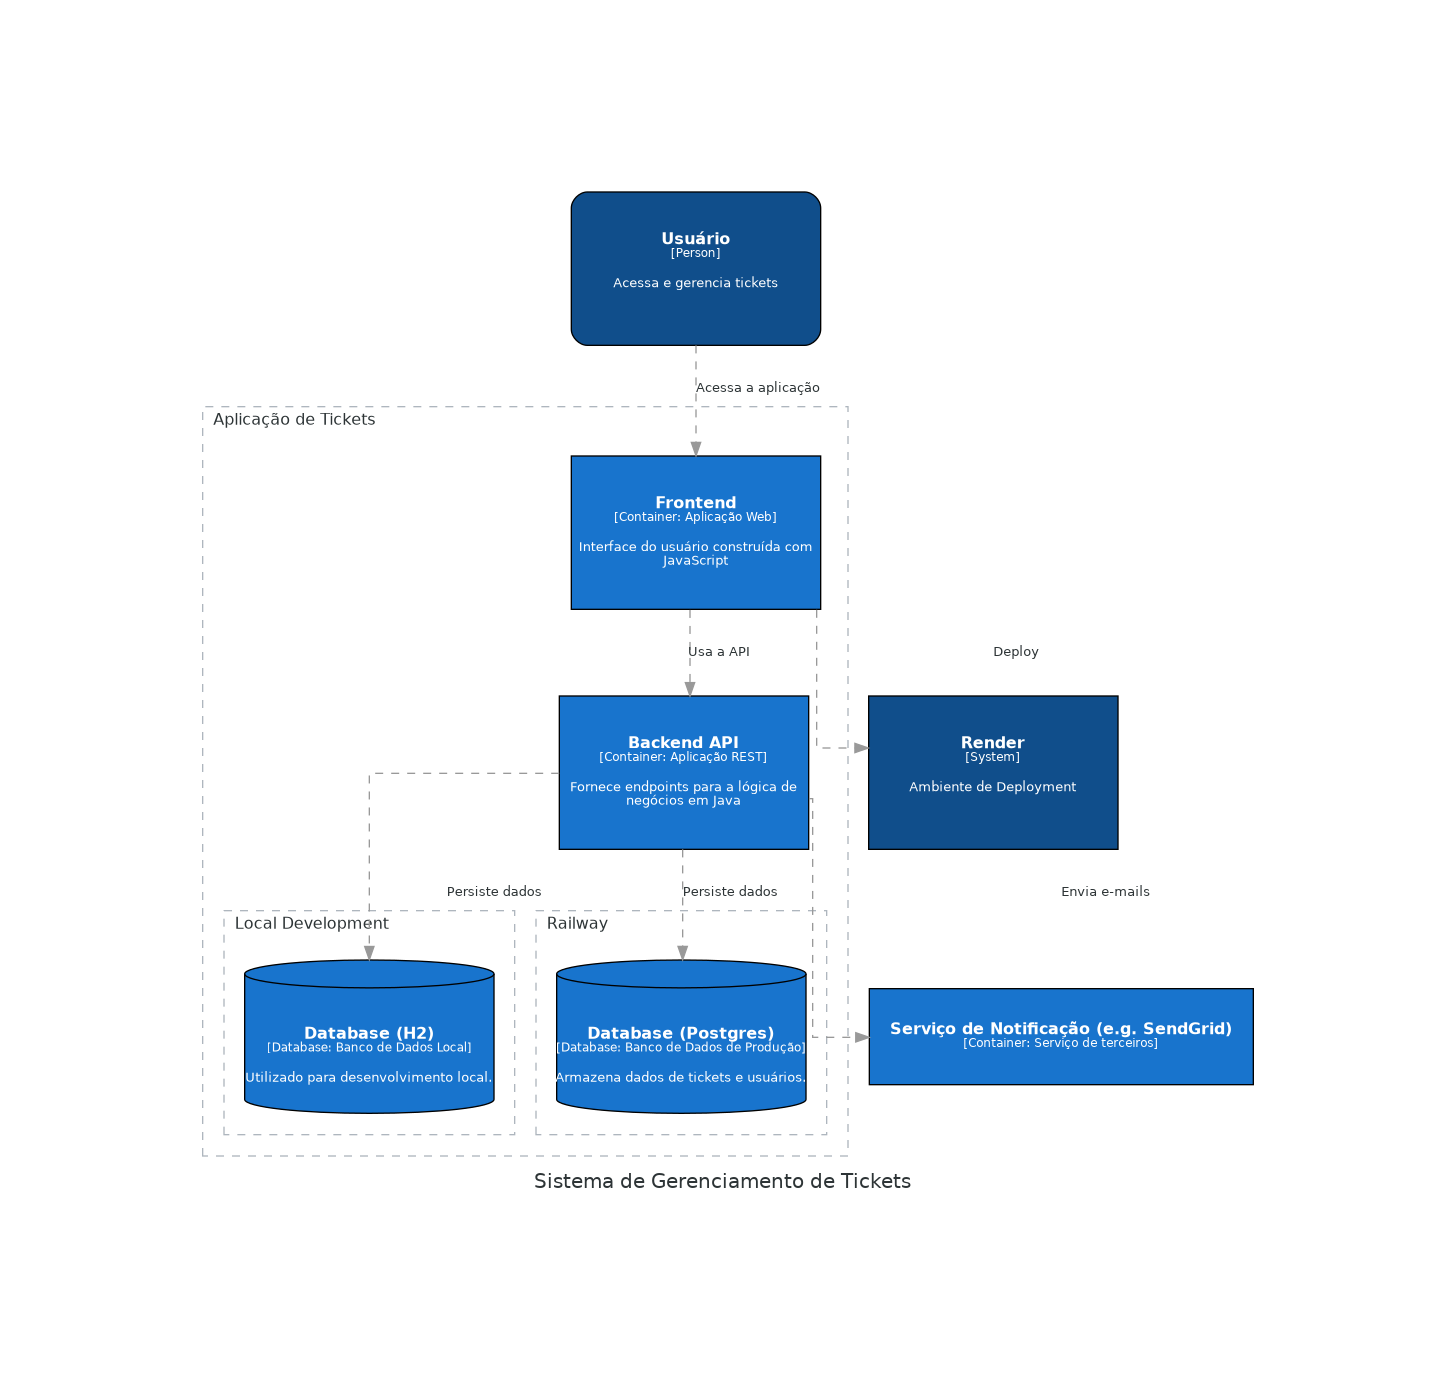 Usuário
[Person]
Acessa e gerencia tickets
Acessa a aplicação
Aplicação de Tickets
Frontend
[Container: Aplicação Web]
Interface do usuário construída com
JavaScript
Usa a API
Deploy
Backend API
[Container: Aplicação REST]
Fornece endpoints para a lógica de
negócios em Java
Render
[System]
Ambiente de Deployment
Persiste dados
Persiste dados
Envia e-mails
Local Development
Railway
Database (H2)
[Database: Banco de Dados Local]
Utilizado para desenvolvimento local.
Database (Postgres)
[Database: Banco de Dados de Produção]
Armazena dados de tickets e usuários.
Serviço de Notificação (e.g. SendGrid)
[Container: Serviço de terceiros]
Sistema de Gerenciamento de Tickets